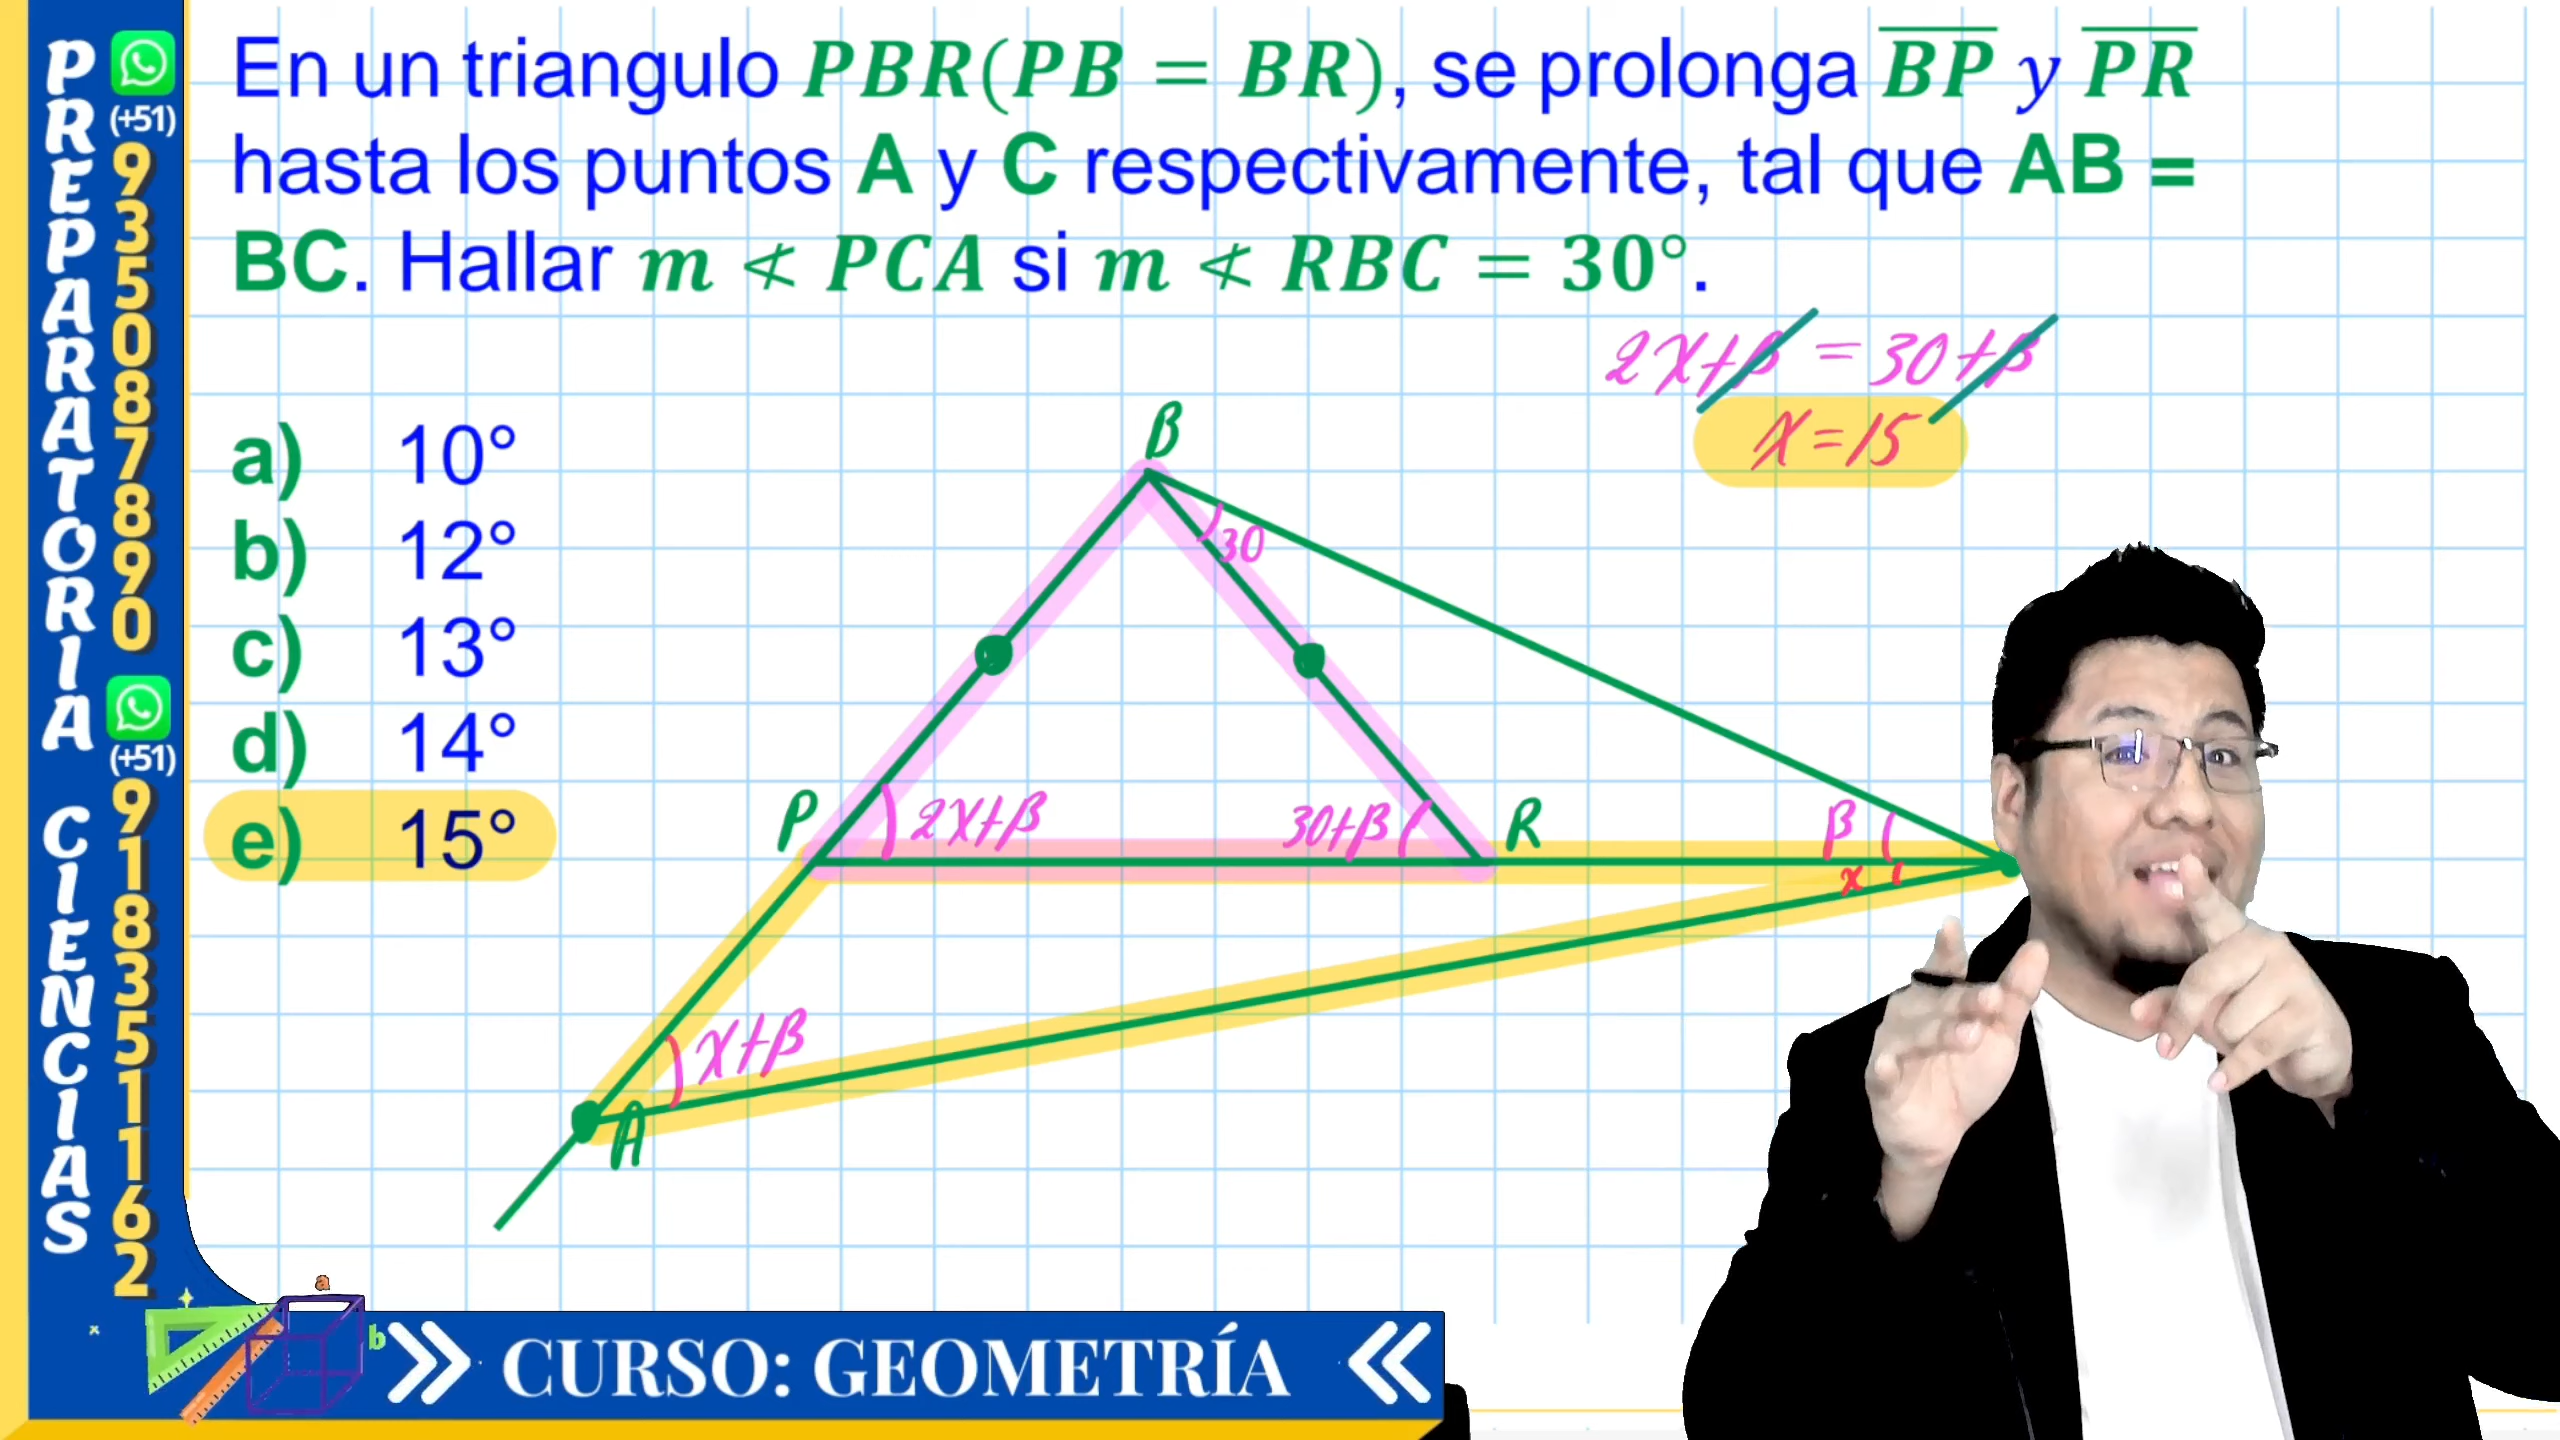 PREPARATORIA CIENCIAS
(+51)
935087890
(+51)
918351162
En un triangulo PBR(PB = BR), se prolonga BP y PR
hasta los puntos A y C respectivamente, tal que AB =
BC. Hallar m ∢ PCA si m ∢ RBC = 30°.
2x+β = 30+β
x=15
a) 10°
b) 12°
c) 13°
d) 14°
e) 15°
B
30
P
2x+β
30+β
R
β
x
x+β
A
a
b
CURSO: GEOMETRÍA